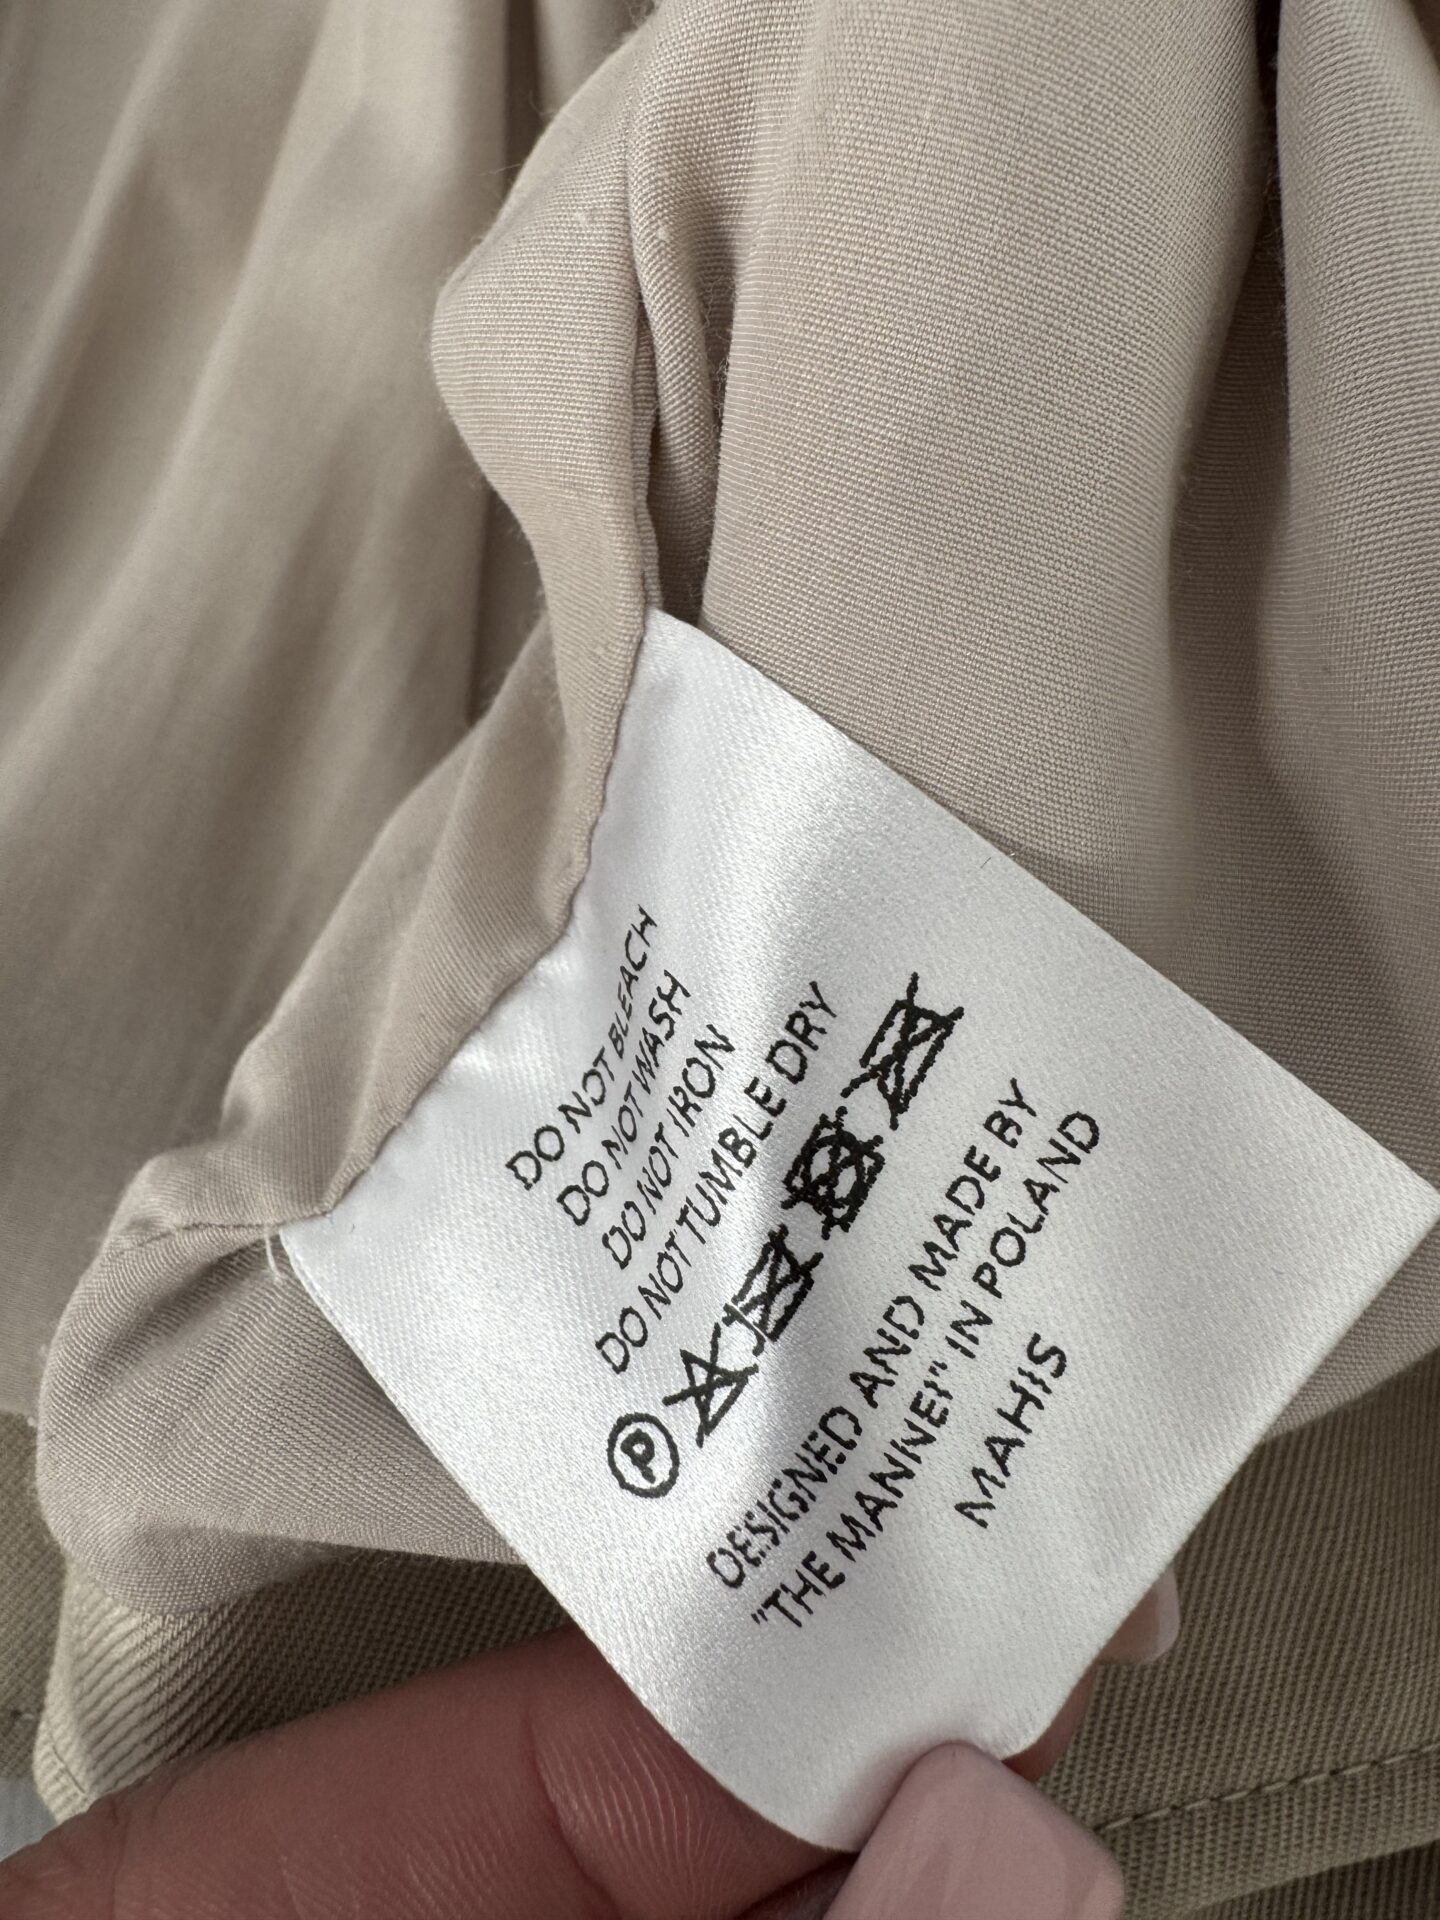 DO NOT BLEACH
DO NOT WASH
DO NOT IRON
DO NOT TUMBLE DRY
P
DESIGNED AND MADE BY
"THE MANNEI" IN POLAND
MAHIS